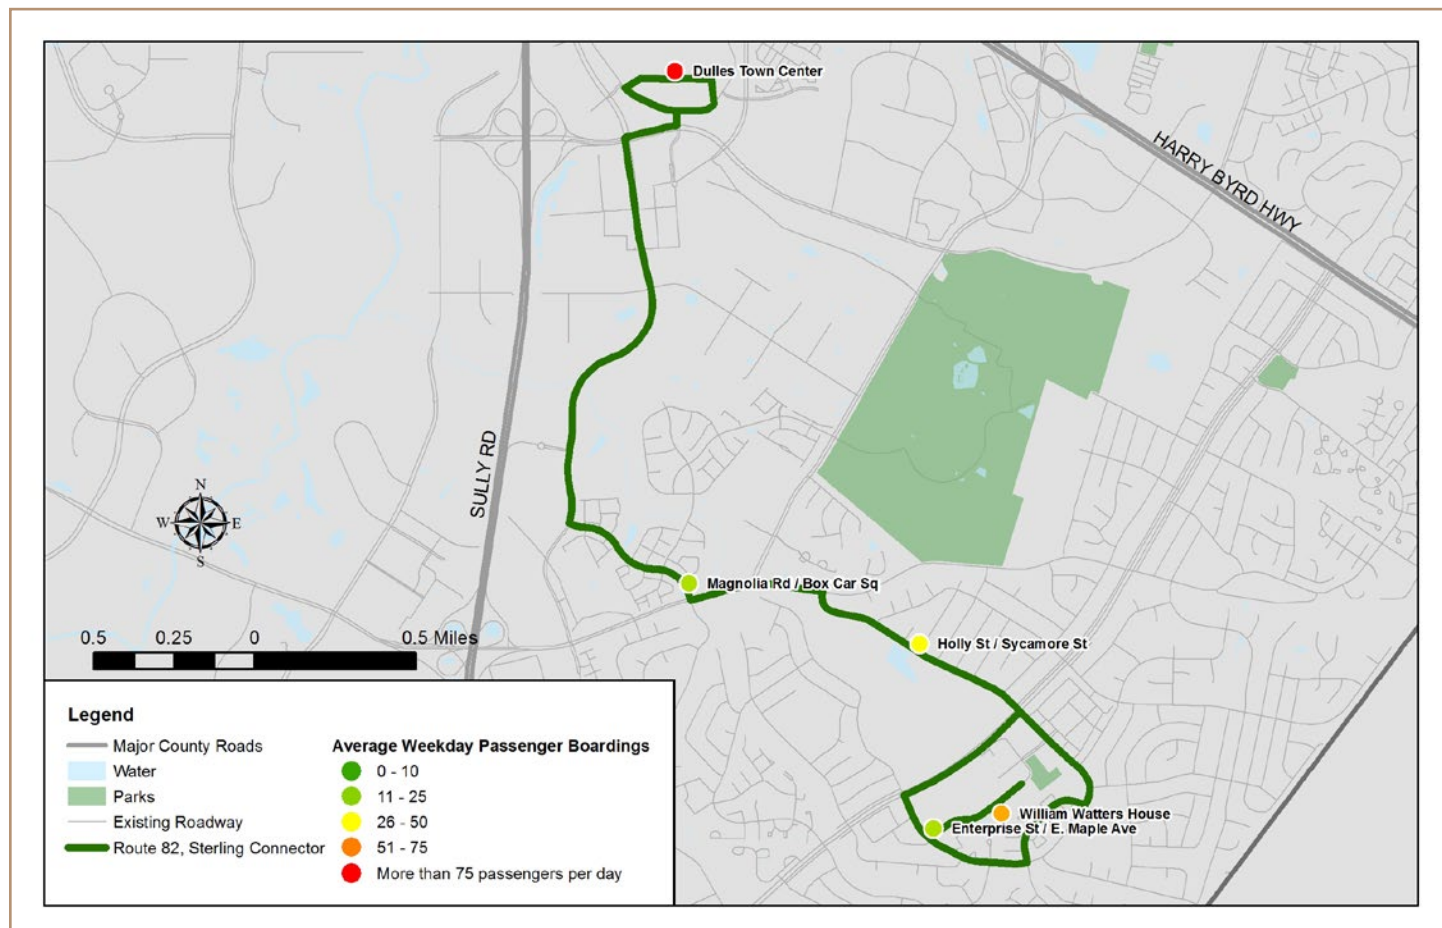 Dulles Town Center
HARRY BYRD HWY
SULLY RD
N
W
E
S
Magnolia Rd / Box Car Sq
0.5
0.25
0
0.5 Miles
Holly St / Sycamore St
William Watters House
Enterprise St / E. Maple Ave
Legend
Major County Roads
Water
Parks
Existing Roadway
Route 82, Sterling Connector
Average Weekday Passenger Boardings
0 - 10
11 - 25
26 - 50
51 - 75
More than 75 passengers per day